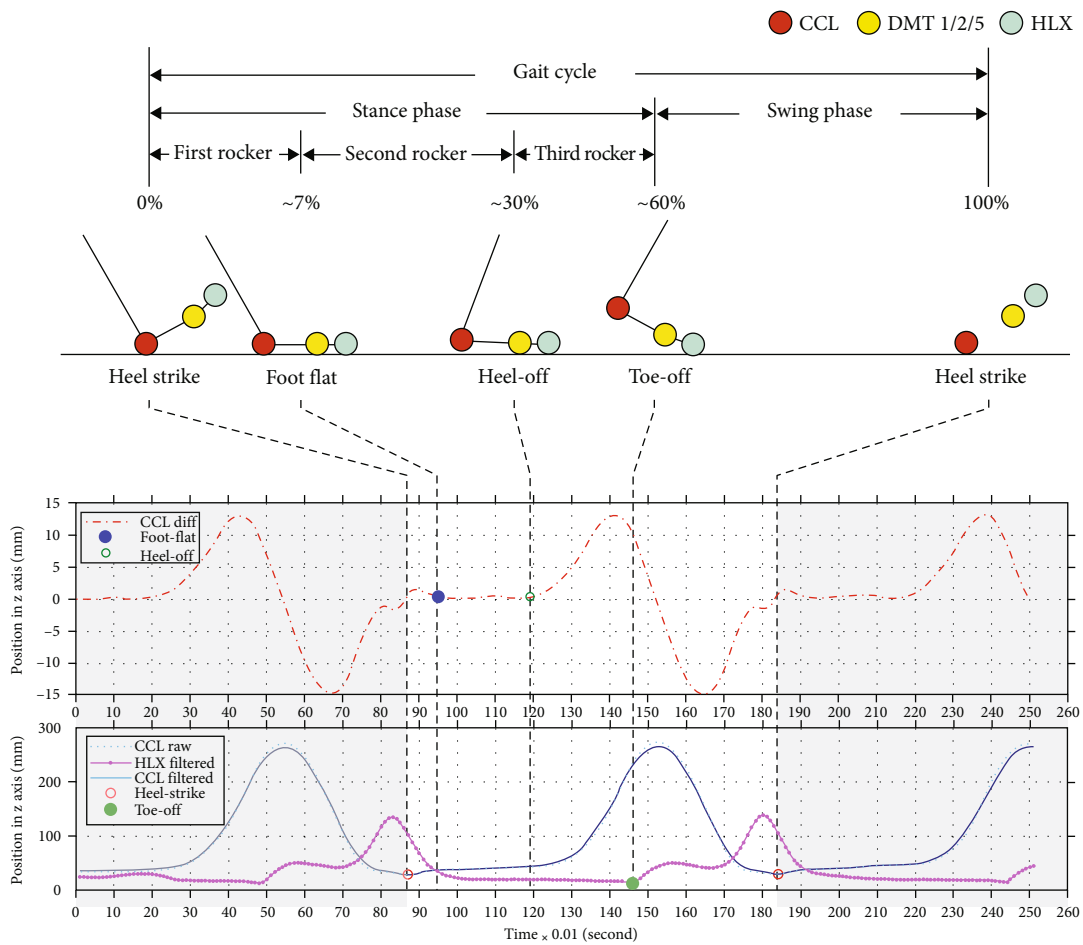 CCL DMT 1/2/5 HLX
Gait cycle
Stance phase Swing phase
First rocker Second rocker Third rocker
0% ~7% ~30% ~60% 100%
Heel strike Foot flat Heel-off Toe-off Heel strike
Position in z axis (mm)
15
10
5
0
−5
−10
−15
CCL diff
Foot-flat
Heel-off
0 10 20 30 40 50 60 70 80 90 100 110 120 130 140 150 160 170 180 190 200 210 220 230 240 250 260
Position in z axis (mm)
300
200
100
0
CCL raw
HLX filtered
CCL filtered
Heel-strike
Toe-off
0 10 20 30 40 50 60 70 80 90 100 110 120 130 140 150 160 170 180 190 200 210 220 230 240 250 260
Time × 0.01 (second)